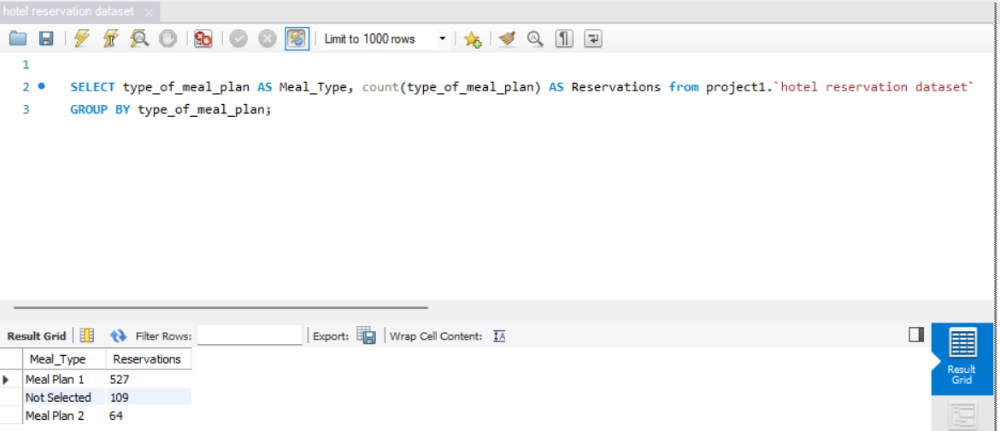 hotel reservation dataset ×
Limit to 1000 rows
1
2 SELECT type_of_meal_plan AS Meal_Type, count(type_of_meal_plan) AS Reservations from project1.`hotel reservation dataset`
3 GROUP BY type_of_meal_plan;
Result Grid Filter Rows: Export: Wrap Cell Content: IA
Meal_Type Reservations
Meal Plan 1 527
Not Selected 109
Meal Plan 2 64
Result
Grid